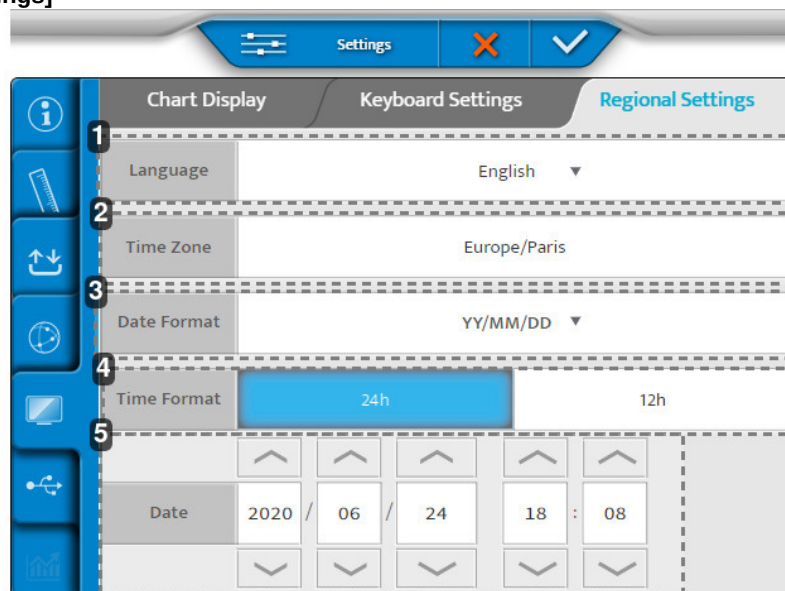 ings]
Settings
Chart Display Keyboard Settings Regional Settings
1
Language English
2
Time Zone Europe/Paris
3
Date Format YY/MM/DD
4
Time Format 24h 12h
5
Date 2020 / 06 / 24 18 : 08